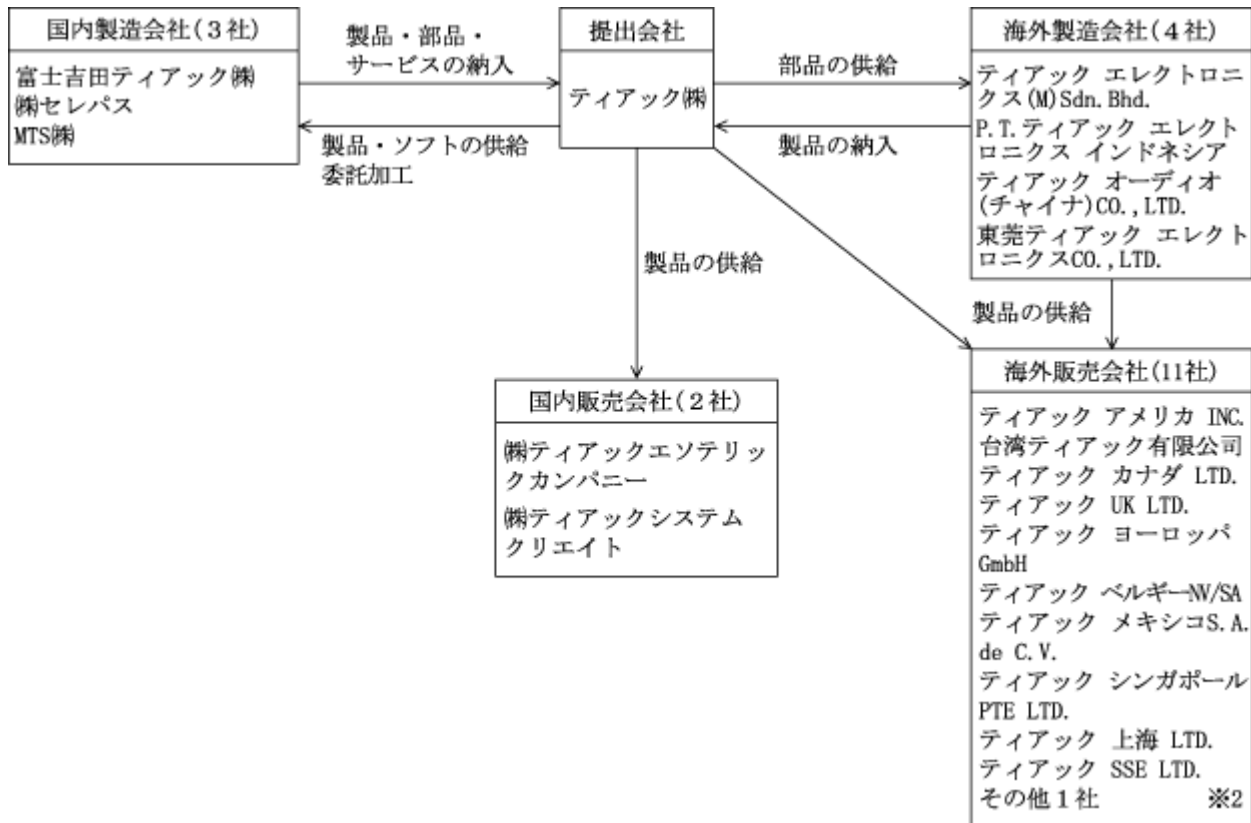 国内製造会社(3社)
富士吉田ティアック㈱
㈱セレパス
MTS㈱
製品・部品・
サービスの納入
製品・ソフトの供給
委託加工
提出会社
ティアック㈱
部品の供給
製品の納入
海外製造会社(4社)
ティアック エレクトロニ
クス(M)Sdn.Bhd.
P.T.ティアック エレクト
ロニクス インドネシア
ティアック オーディオ
(チャイナ)CO.,LTD.
東莞ティアック エレクト
ロニクスCO.,LTD.
製品の供給
製品の供給
国内販売会社(2社)
㈱ティアックエソテリッ
クカンパニー
㈱ティアックシステム
クリエイト
海外販売会社(11社)
ティアック アメリカ INC.
台湾ティアック有限公司
ティアック カナダ LTD.
ティアック UK LTD.
ティアック ヨーロッパ
GmbH
ティアック ベルギーNV/SA
ティアック メキシコS.A.
de C.V.
ティアック シンガポール
PTE LTD.
ティアック 上海 LTD.
ティアック SSE LTD.
その他1社 ※2